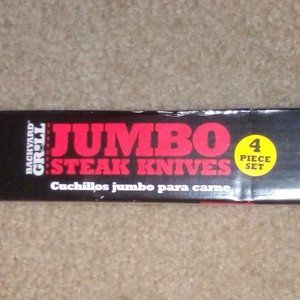 BACKYARD
GRILL
JUMBO
STEAK KNIVES
Cuchillos jumbo para carne
4
PIECE
SET